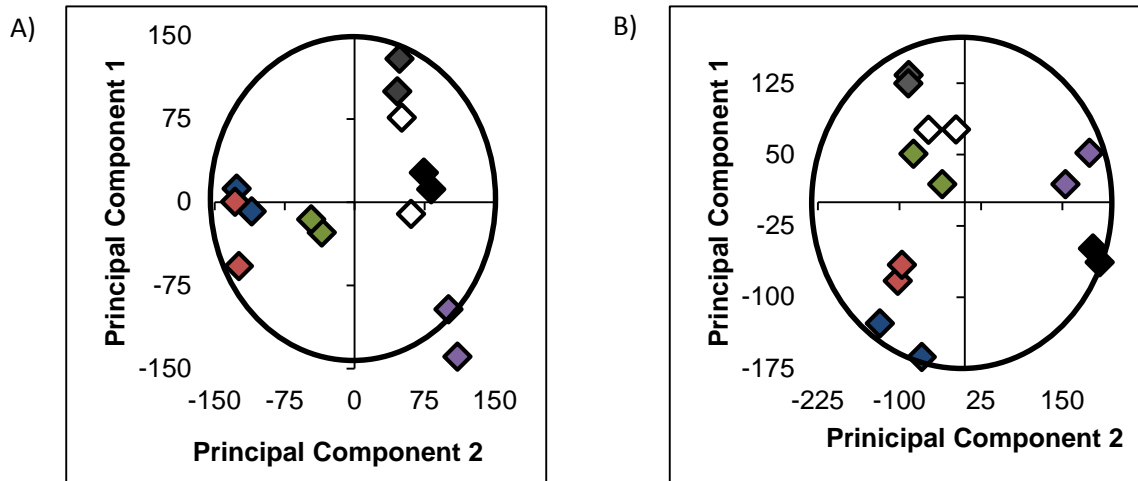 A)
Principal Component 1
150
75
0
-75
-150
-150 -75 0 75 150
Principal Component 2
B)
Principal Component 1
125
50
-25
-100
-175
-225 -100 25 150
Prinicipal Component 2